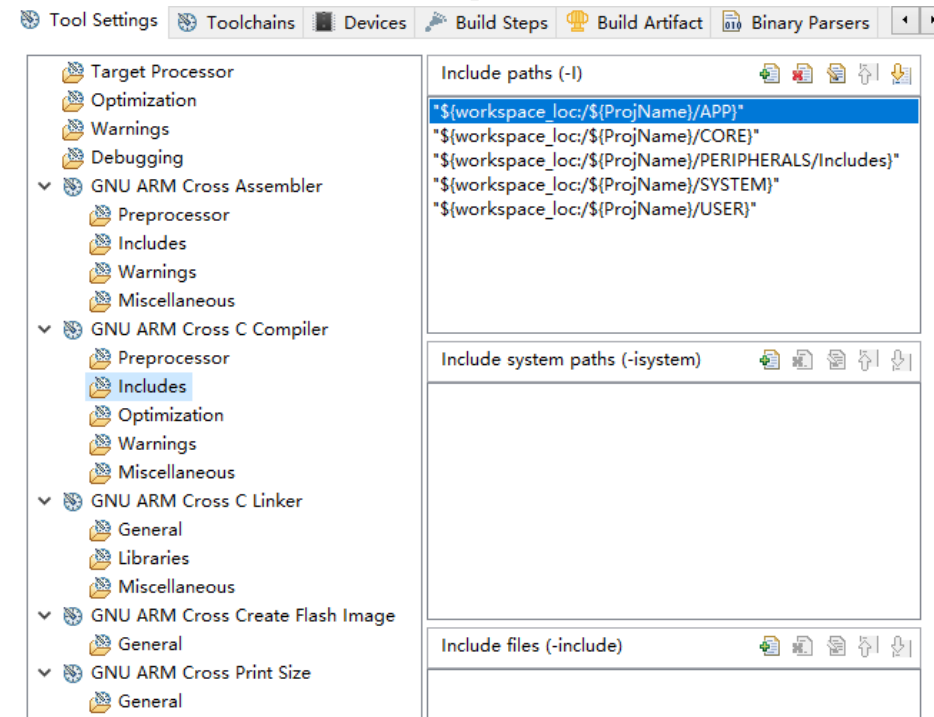 Tool Settings Toolchains Devices Build Steps Build Artifact Binary Parsers
Target Processor
Optimization
Warnings
Debugging
GNU ARM Cross Assembler
Preprocessor
Includes
Warnings
Miscellaneous
GNU ARM Cross C Compiler
Preprocessor
Includes
Optimization
Warnings
Miscellaneous
GNU ARM Cross C Linker
General
Libraries
Miscellaneous
GNU ARM Cross Create Flash Image
General
GNU ARM Cross Print Size
General
Include paths (-I)
"${workspace_loc:/${ProjName}/APP}"
"${workspace_loc:/${ProjName}/CORE}"
"${workspace_loc:/${ProjName}/PERIPHERALS/Includes}"
"${workspace_loc:/${ProjName}/SYSTEM}"
"${workspace_loc:/${ProjName}/USER}"
Include system paths (-isystem)
Include files (-include)